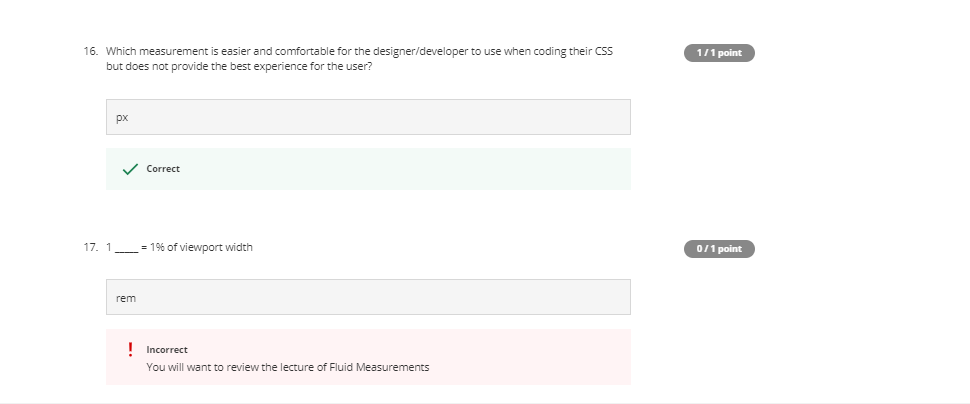 16. Which measurement is easier and comfortable for the designer/developer to use when coding their CSS
but does not provide the best experience for the user?
1 / 1 point
px
Correct
17. 1 _____ = 1% of viewport width
0 / 1 point
rem
! Incorrect
You will want to review the lecture of Fluid Measurements